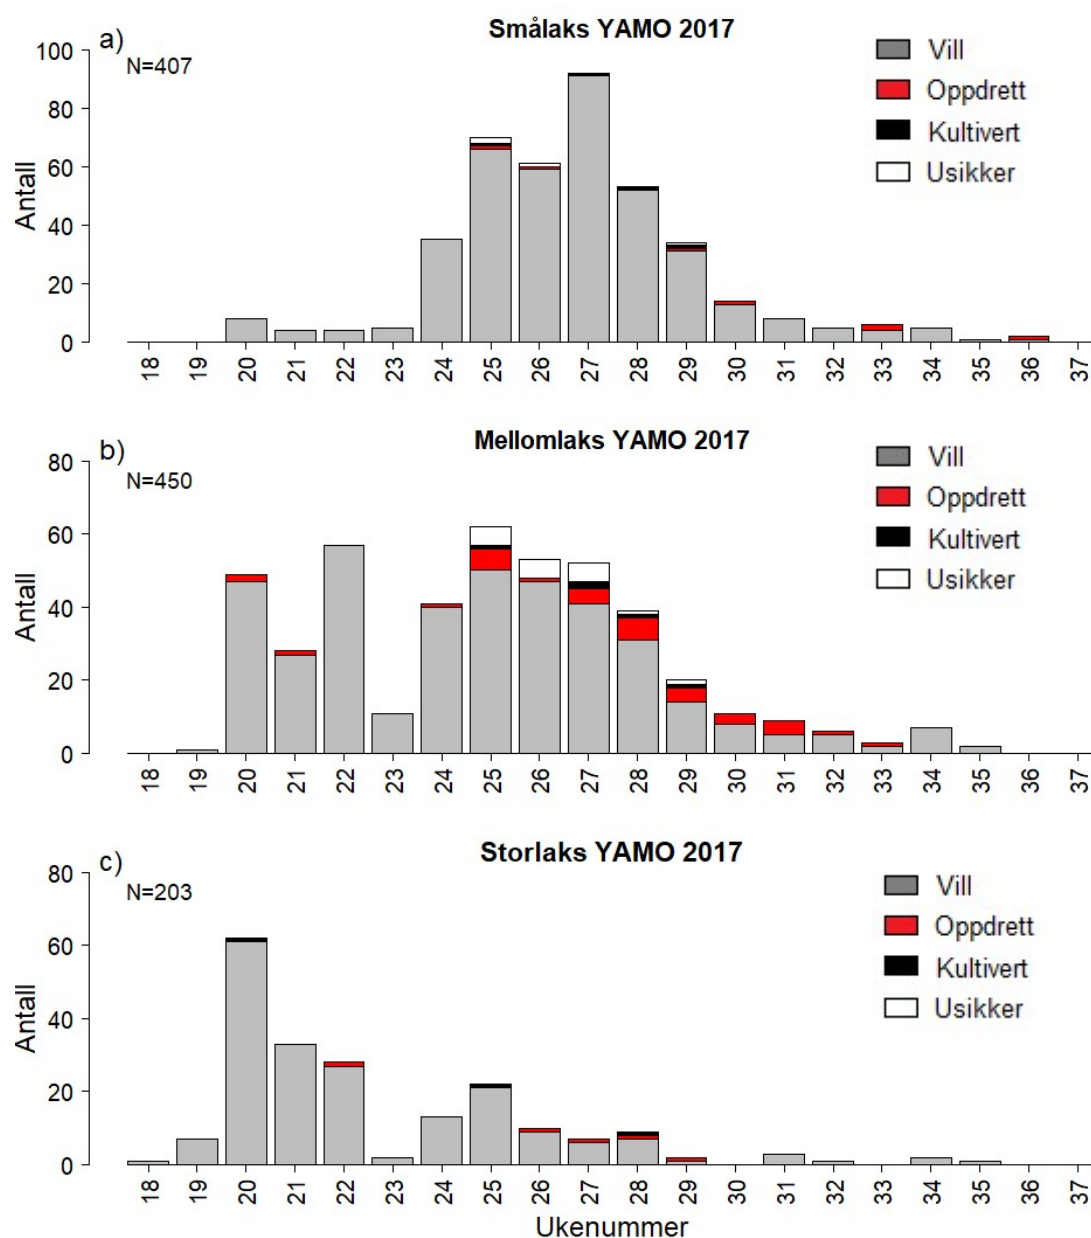 a)
Smålaks YAMO 2017
N=407
Vill
Oppdrett
Kultivert
Usikker
Antall
100
80
60
40
20
0
18 19 20 21 22 23 24 25 26 27 28 29 30 31 32 33 34 35 36 37
b)
Mellomlaks YAMO 2017
N=450
Vill
Oppdrett
Kultivert
Usikker
Antall
80
60
40
20
0
18 19 20 21 22 23 24 25 26 27 28 29 30 31 32 33 34 35 36 37
c)
Storlaks YAMO 2017
N=203
Vill
Oppdrett
Kultivert
Usikker
Antall
80
60
40
20
0
18 19 20 21 22 23 24 25 26 27 28 29 30 31 32 33 34 35 36 37
Ukenummer